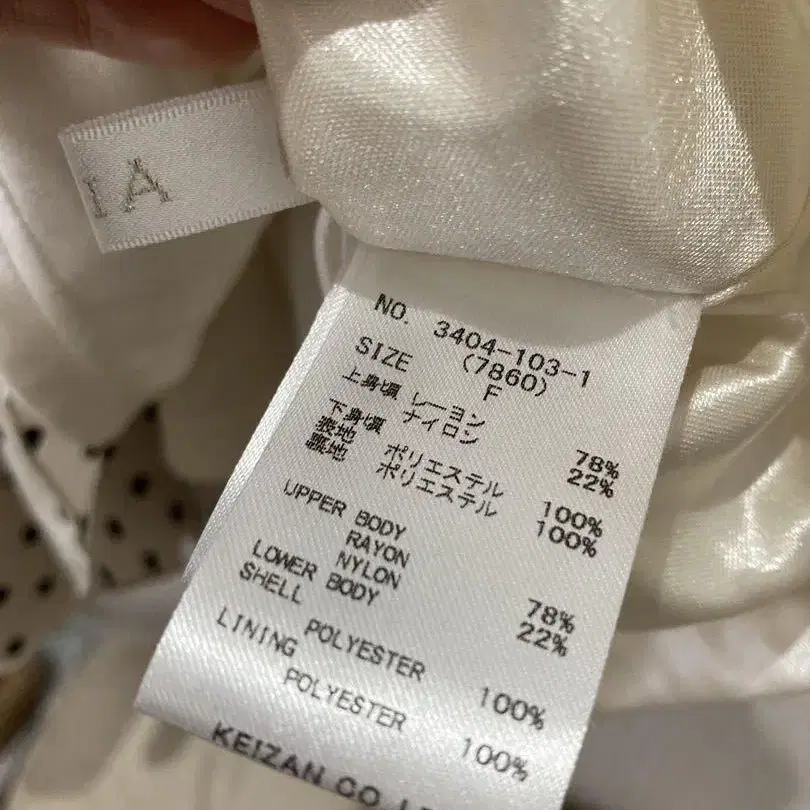 IA
NO. 3404-103-1
(7860)
SIZE F
上身頃 レーヨン 78%
ナイロン 22%
下身頃
表地 ポリエステル 100%
裏地 ポリエステル 100%
UPPER BODY
RAYON 78%
NYLON 22%
LOWER BODY
SHELL
POLYESTER 100%
LINING
POLYESTER 100%
KEIZAN CO.